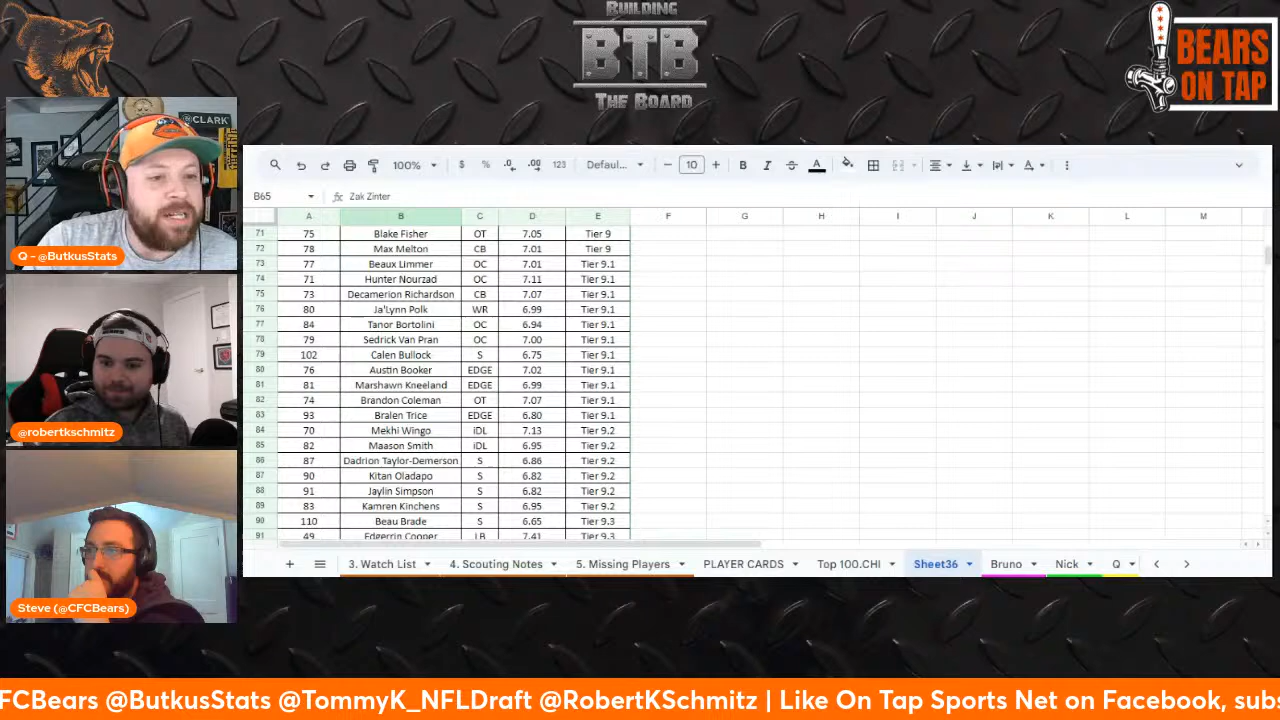 BUILDING
BTB
THE BOARD
BEARS
ON TAP
CLARK
Q - @ButkusStats
@robertkschmitz
Steve (@CFCBears)
100% $ % .0 .00 123 Defaul... − 10 + B I S A
B65 fx Zak Zinter
A B C D E F G H I J K L M
71 75 Blake Fisher OT 7.05 Tier 9
72 78 Max Melton CB 7.01 Tier 9
73 77 Beaux Limmer OC 7.01 Tier 9.1
74 71 Hunter Nourzad OC 7.11 Tier 9.1
75 73 Decamerion Richardson CB 7.07 Tier 9.1
76 80 Ja'Lynn Polk WR 6.99 Tier 9.1
77 84 Tanor Bortolini OC 6.94 Tier 9.1
78 79 Sedrick Van Pran OC 7.00 Tier 9.1
79 102 Calen Bullock S 6.75 Tier 9.1
80 76 Austin Booker EDGE 7.02 Tier 9.1
81 81 Marshawn Kneeland EDGE 6.99 Tier 9.1
82 74 Brandon Coleman OT 7.07 Tier 9.1
83 93 Bralen Trice EDGE 6.80 Tier 9.1
84 70 Mekhi Wingo iDL 7.13 Tier 9.2
85 82 Maason Smith iDL 6.95 Tier 9.2
86 87 Dadrion Taylor-Demerson S 6.86 Tier 9.2
87 90 Kitan Oladapo S 6.82 Tier 9.2
88 91 Jaylin Simpson S 6.82 Tier 9.2
89 83 Kamren Kinchens S 6.95 Tier 9.2
90 110 Beau Brade S 6.65 Tier 9.3
91 49 Edgerrin Cooper LB 7.41 Tier 9.3
+ 3. Watch List 4. Scouting Notes 5. Missing Players PLAYER CARDS Top 100.CHI Sheet36 Bruno Nick Q
FCBears @ButkusStats @TommyK_NFLDraft @RobertKSchmitz | Like On Tap Sports Net on Facebook, subs